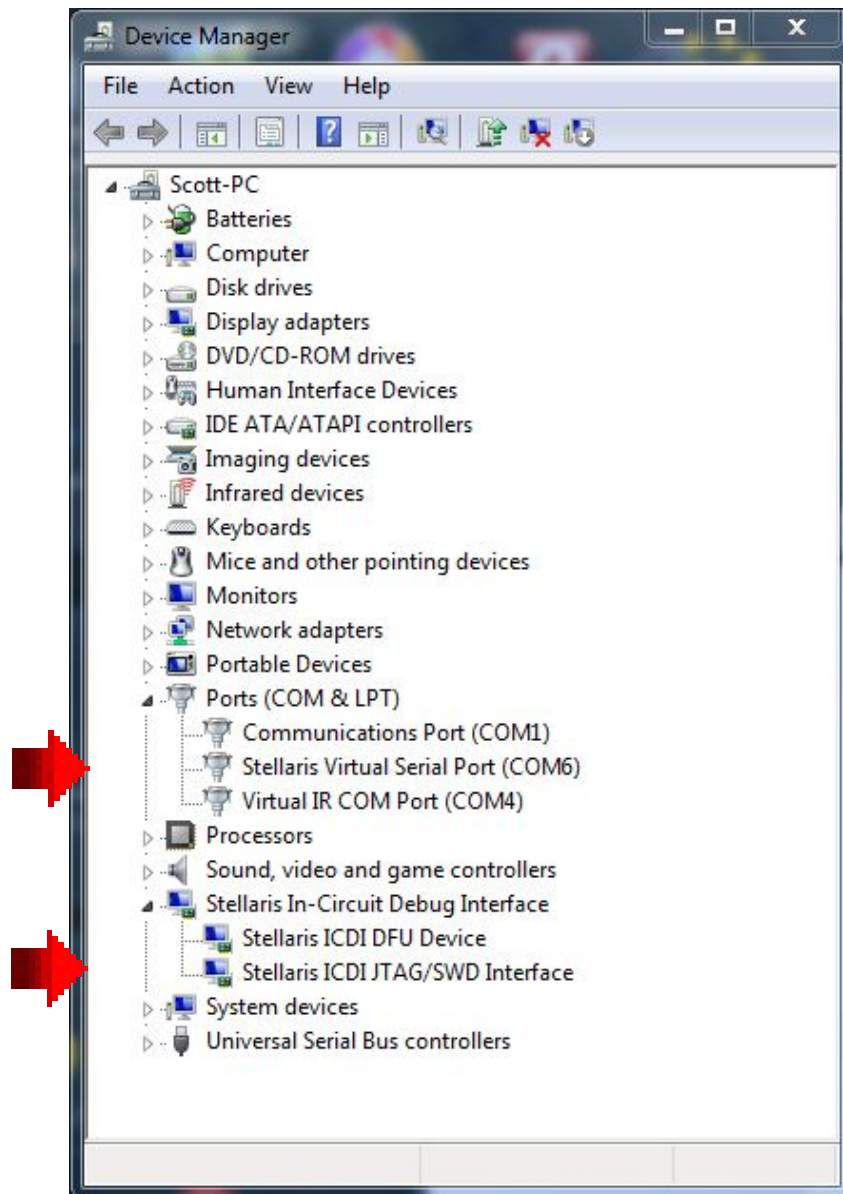 Device Manager
File Action View Help
Scott-PC
Batteries
Computer
Disk drives
Display adapters
DVD/CD-ROM drives
Human Interface Devices
IDE ATA/ATAPI controllers
Imaging devices
Infrared devices
Keyboards
Mice and other pointing devices
Monitors
Network adapters
Portable Devices
Ports (COM & LPT)
Communications Port (COM1)
Stellaris Virtual Serial Port (COM6)
Virtual IR COM Port (COM4)
Processors
Sound, video and game controllers
Stellaris In-Circuit Debug Interface
Stellaris ICDI DFU Device
Stellaris ICDI JTAG/SWD Interface
System devices
Universal Serial Bus controllers